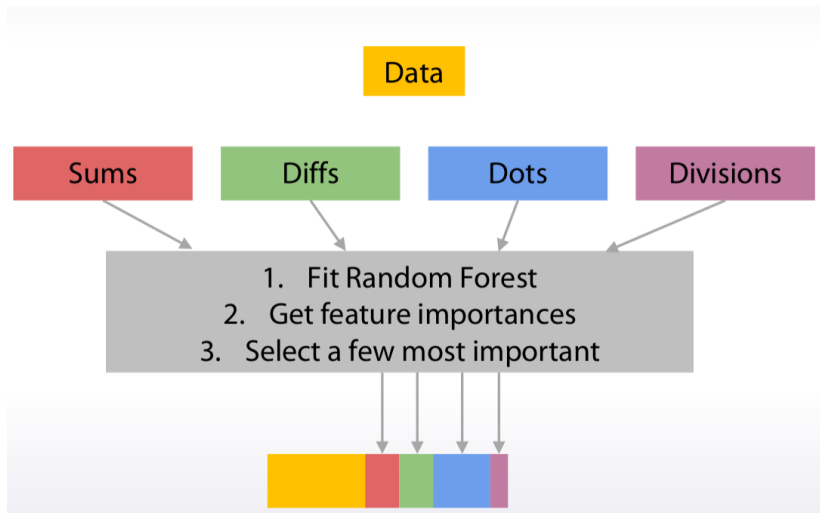 Data
Sums
Diffs
Dots
Divisions
1. Fit Random Forest
2. Get feature importances
3. Select a few most important